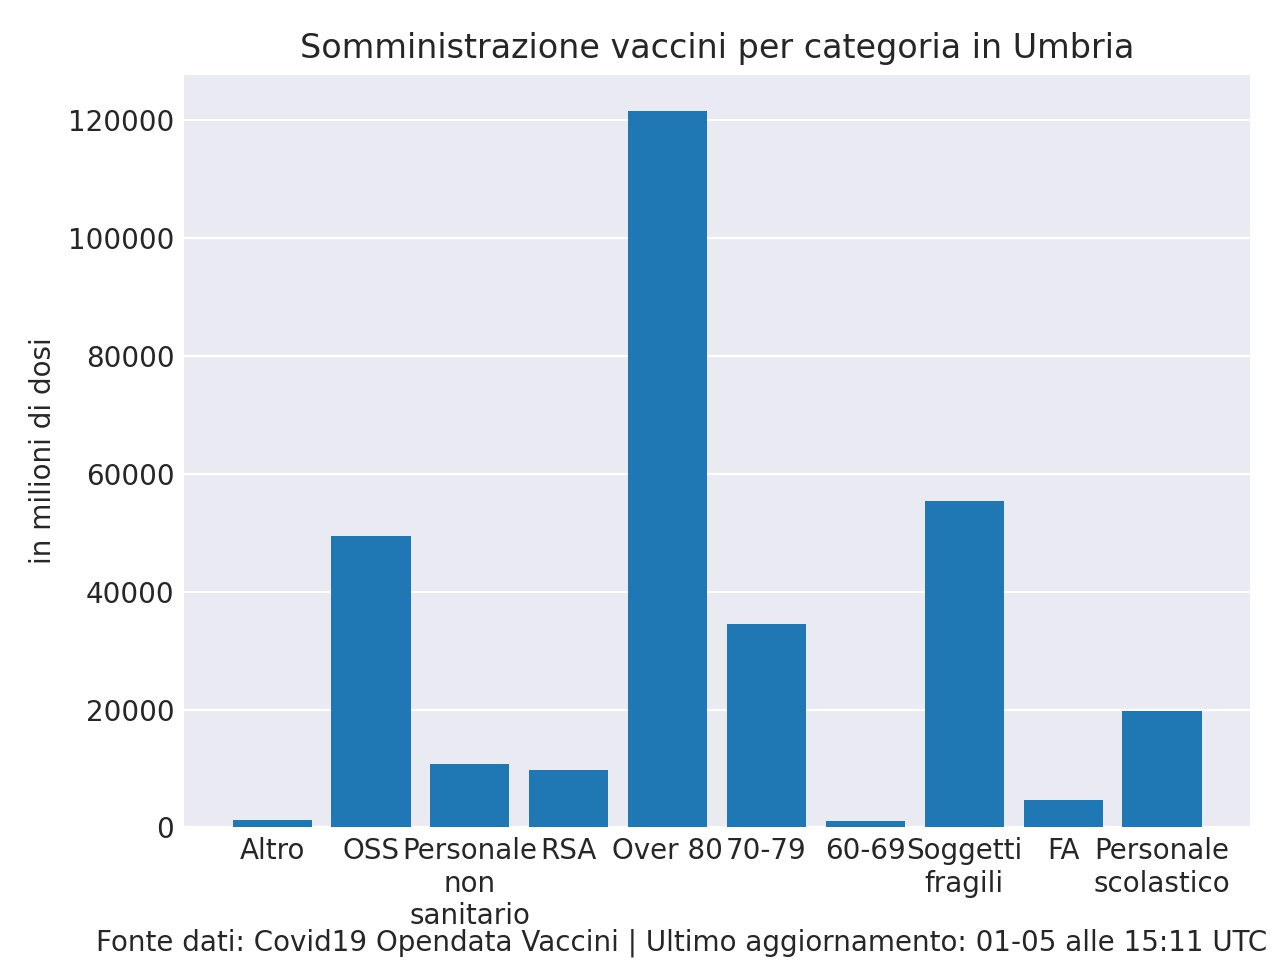 Somministrazione vaccini per categoria in Umbria
in milioni di dosi
120000
100000
80000
60000
40000
20000
0
Altro
OSS
Personale
non
sanitario
RSA
Over 80
70-79
60-69
Soggetti
fragili
FA
Personale
scolastico
Fonte dati: Covid19 Opendata Vaccini | Ultimo aggiornamento: 01-05 alle 15:11 UTC